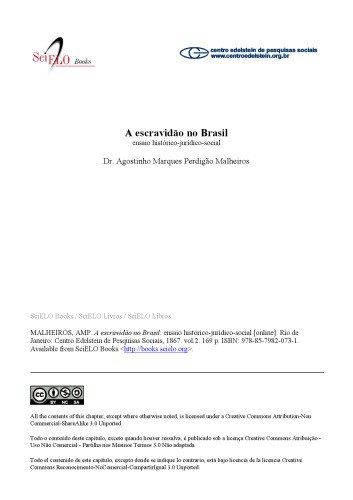 SciELO Books
centro edelstein de pesquisas sociais
www.centroedelstein.org.br
A escravidão no Brasil
ensaio histórico-jurídico-social
Dr. Agostinho Marques Perdigão Malheiros
SciELO Books / SciELO Livros / SciELO Libros
MALHEIROS, AMP. A escravidão no Brasil: ensaio histórico-jurídico-social [online]. Rio de
Janeiro: Centro Edelstein de Pesquisas Sociais, 1867. vol.2. 169 p. ISBN: 978-85-7982-073-1.
Available from SciELO Books <http://books.scielo.org>.
CC BY NC SA
All the contents of this chapter, except where otherwise noted, is licensed under a Creative Commons Attribution-Non
Commercial-ShareAlike 3.0 Unported.
Todo o conteúdo deste capítulo, exceto quando houver ressalva, é publicado sob a licença Creative Commons Atribuição -
Uso Não Comercial - Partilha nos Mesmos Termos 3.0 Não adaptada.
Todo el contenido de este capítulo, excepto donde se indique lo contrario, está bajo licencia de la licencia Creative
Commons Reconocimento-NoComercial-CompartirIgual 3.0 Unported.